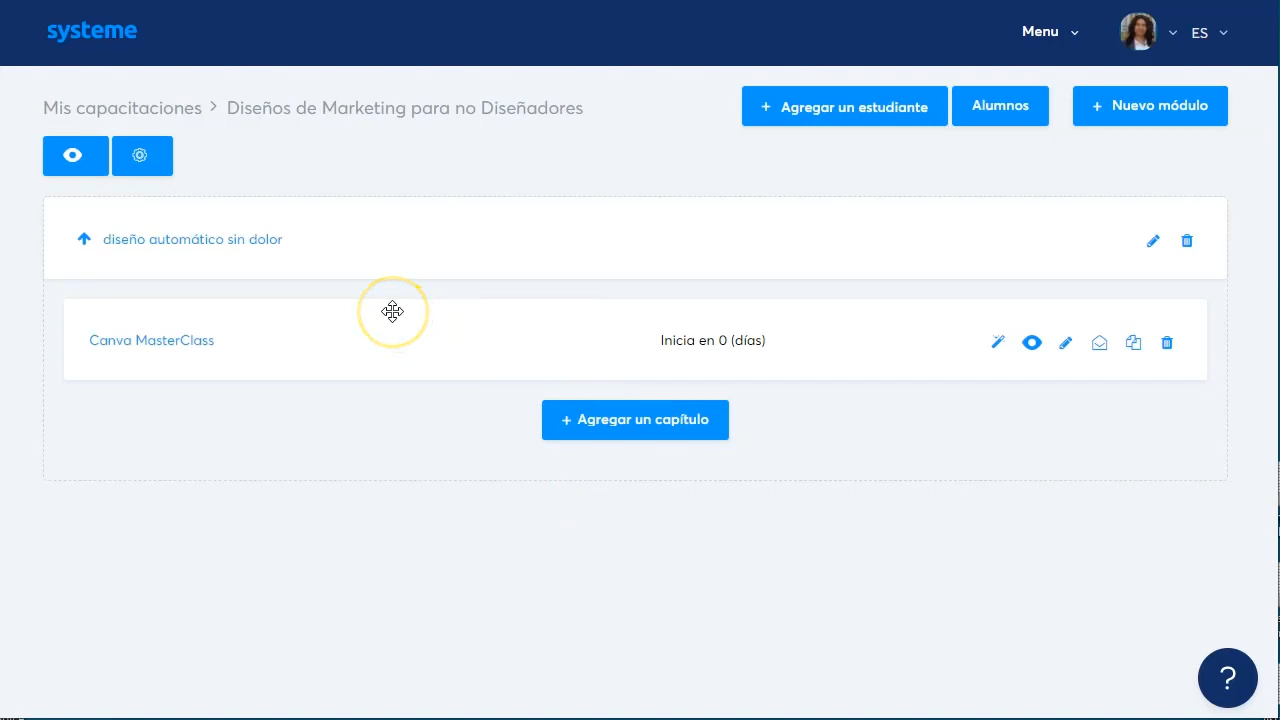 systeme
Menu
ES
Mis capacitaciones > Diseños de Marketing para no Diseñadores
+ Agregar un estudiante
Alumnos
+ Nuevo módulo
diseño automático sin dolor
Canva MasterClass
Inicia en 0 (días)
+ Agregar un capítulo
?